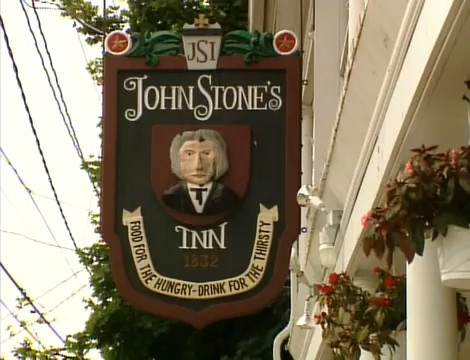 JSI
JOHN STONE'S
INN
1832
FOOD FOR THE HUNGRY-DRINK FOR THE THIRSTY